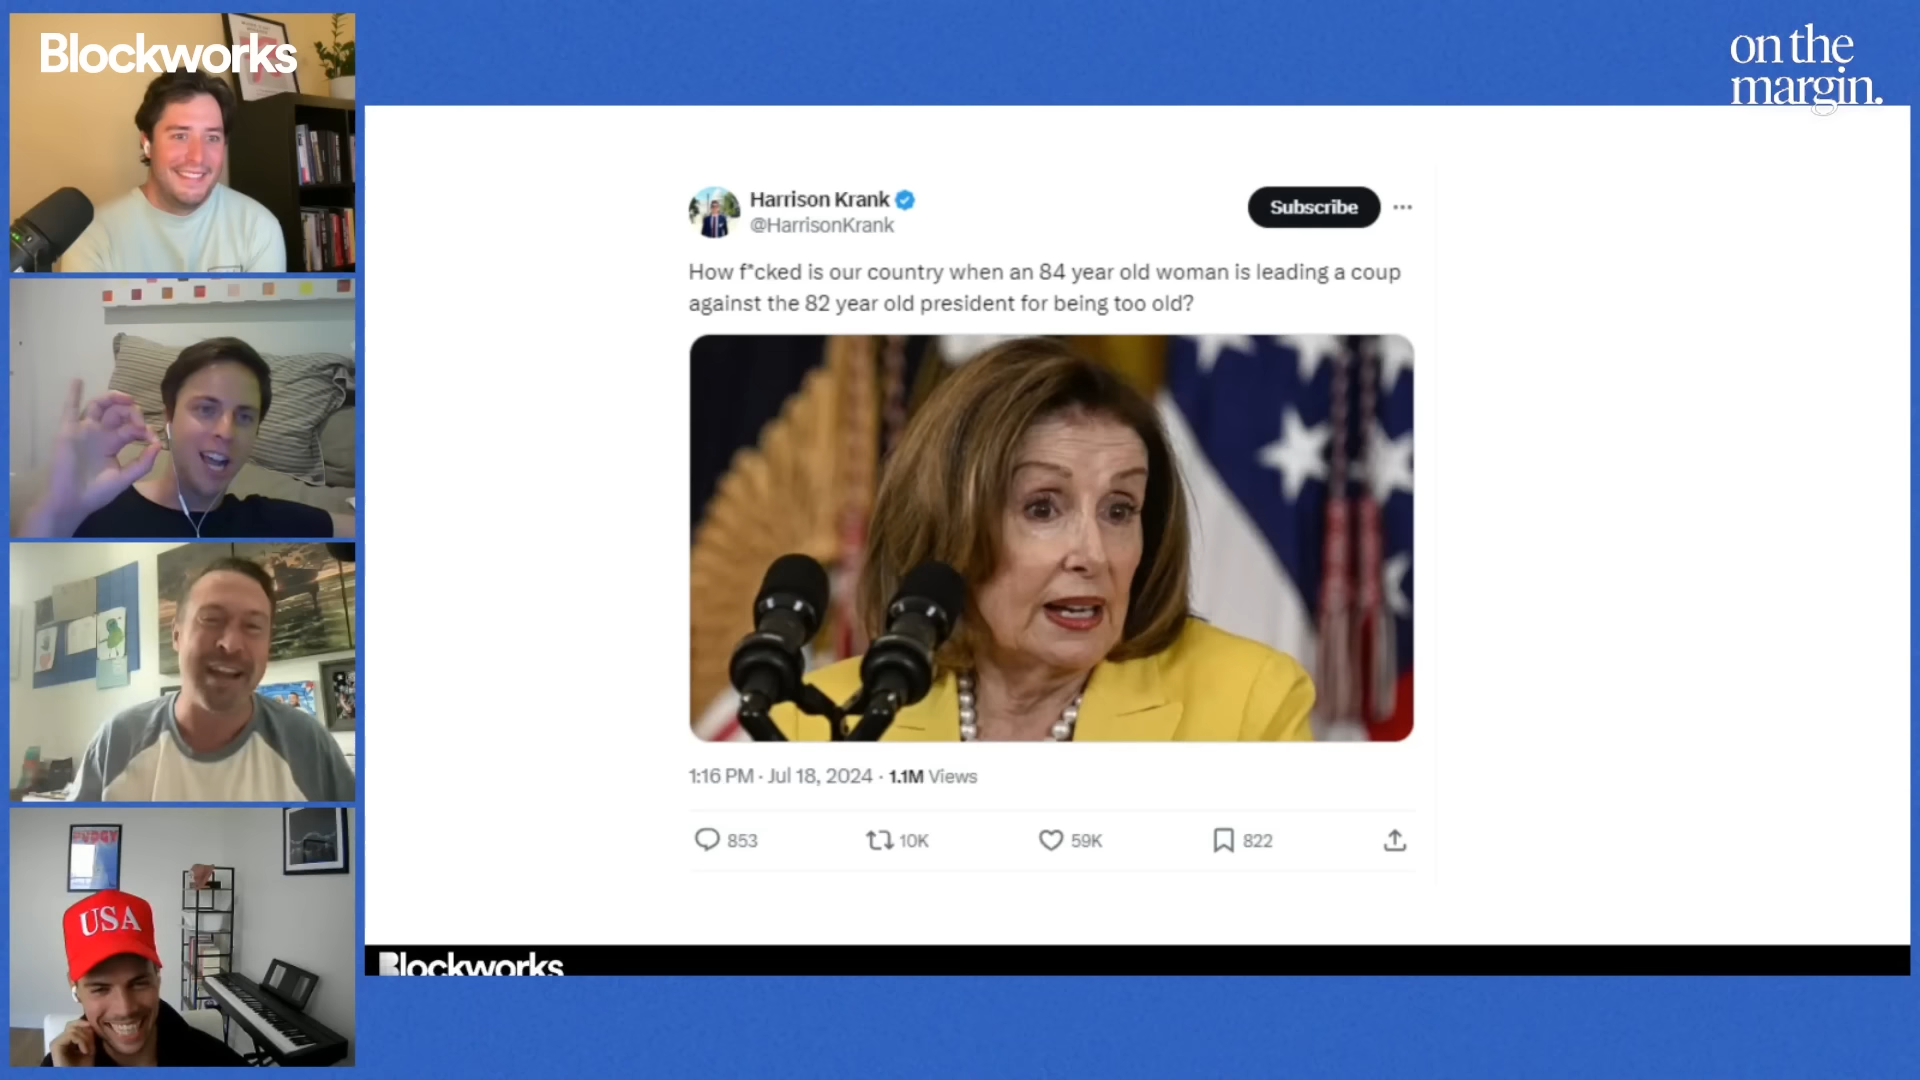 Blockworks
on the
margin.
Harrison Krank
@HarrisonKrank
Subscribe
How f*cked is our country when an 84 year old woman is leading a coup
against the 82 year old president for being too old?
1:16 PM · Jul 18, 2024 · 1.1M Views
853
10K
59K
822
PUDGY
USA
Blockworks